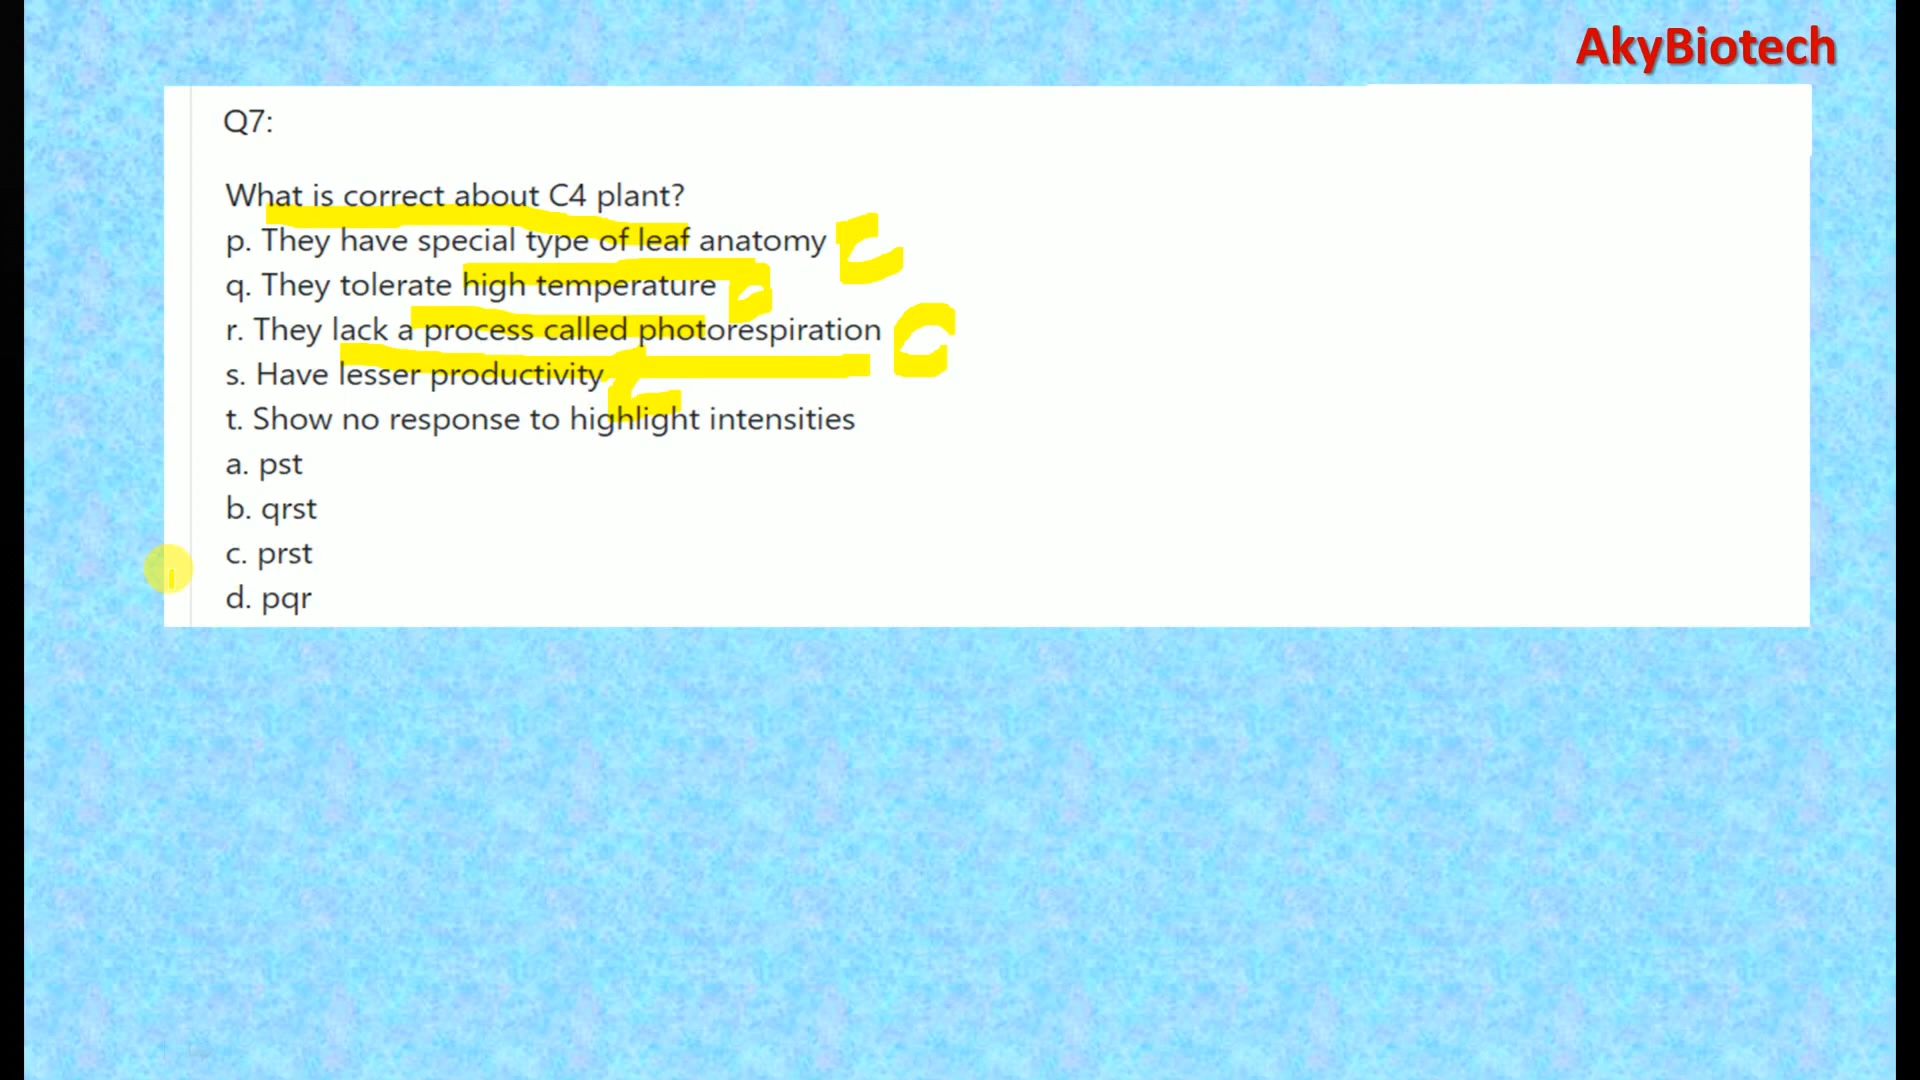 AkyBiotech
Q7:
What is correct about C4 plant?
p. They have special type of leaf anatomy
q. They tolerate high temperature
r. They lack a process called photorespiration
s. Have lesser productivity
t. Show no response to highlight intensities
a. pst
b. qrst
c. prst
d. pqr